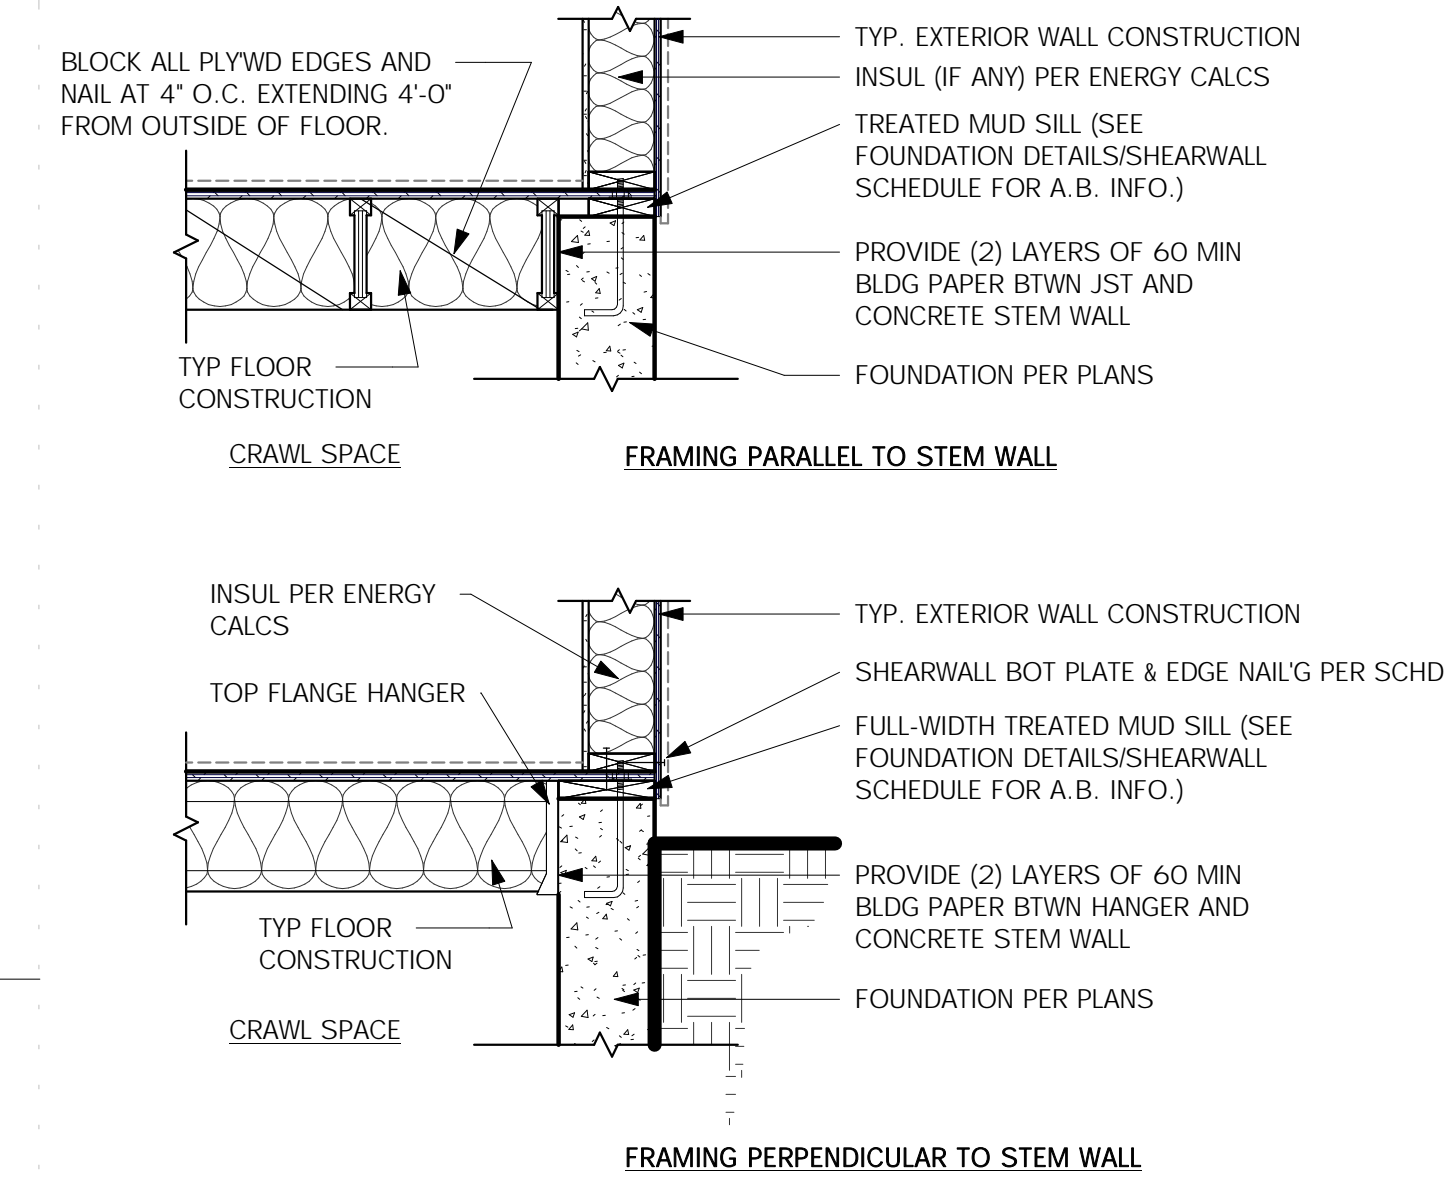 BLOCK ALL PLY'WD EDGES AND
NAIL AT 4" O.C. EXTENDING 4'-0"
FROM OUTSIDE OF FLOOR.
TYP. EXTERIOR WALL CONSTRUCTION
INSUL (IF ANY) PER ENERGY CALCS
TREATED MUD SILL (SEE
FOUNDATION DETAILS/SHEARWALL
SCHEDULE FOR A.B. INFO.)
PROVIDE (2) LAYERS OF 60 MIN
BLDG PAPER BTWN JST AND
CONCRETE STEM WALL
FOUNDATION PER PLANS
TYP FLOOR
CONSTRUCTION
CRAWL SPACE
FRAMING PARALLEL TO STEM WALL
INSUL PER ENERGY
CALCS
TOP FLANGE HANGER
TYP. EXTERIOR WALL CONSTRUCTION
SHEARWALL BOT PLATE & EDGE NAIL'G PER SCHD
FULL-WIDTH TREATED MUD SILL (SEE
FOUNDATION DETAILS/SHEARWALL
SCHEDULE FOR A.B. INFO.)
PROVIDE (2) LAYERS OF 60 MIN
BLDG PAPER BTWN HANGER AND
CONCRETE STEM WALL
FOUNDATION PER PLANS
TYP FLOOR
CONSTRUCTION
CRAWL SPACE
FRAMING PERPENDICULAR TO STEM WALL